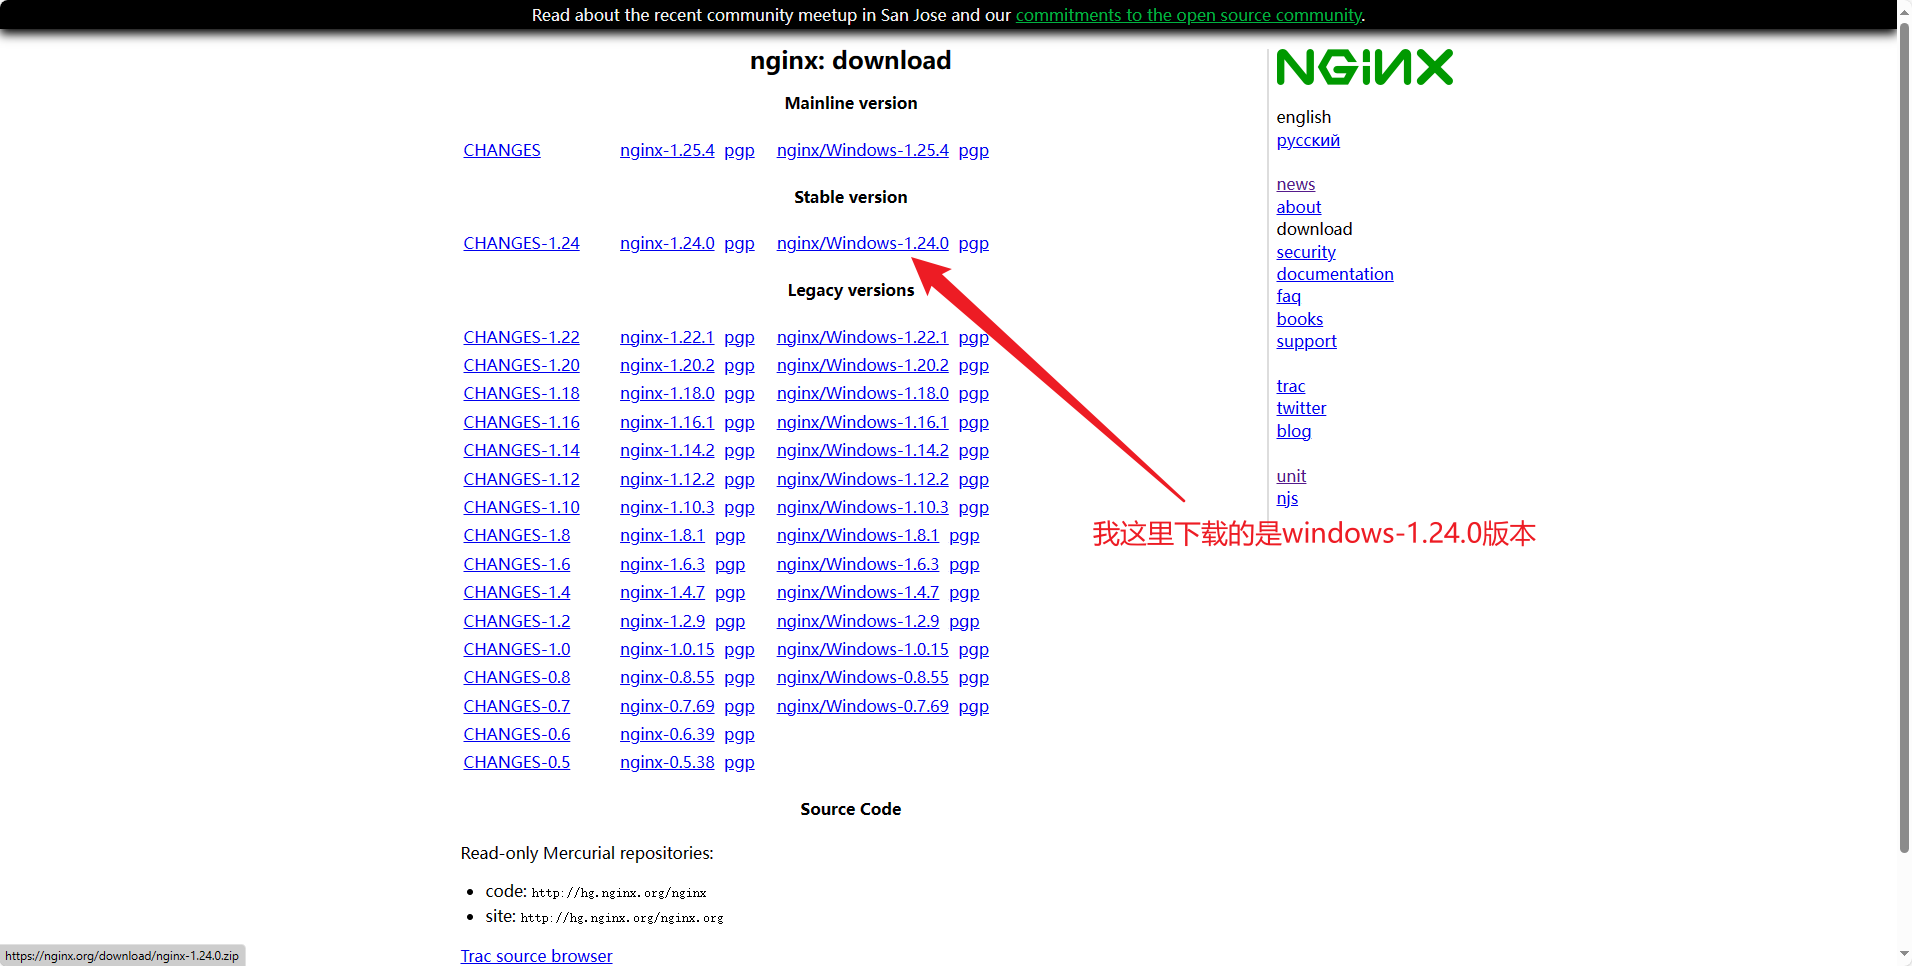 Read about the recent community meetup in San Jose and our commitments to the open source community.
nginx: download
Mainline version
CHANGES nginx-1.25.4 pgp nginx/Windows-1.25.4 pgp
Stable version
CHANGES-1.24 nginx-1.24.0 pgp nginx/Windows-1.24.0 pgp
Legacy versions
CHANGES-1.22 nginx-1.22.1 pgp nginx/Windows-1.22.1 pgp
CHANGES-1.20 nginx-1.20.2 pgp nginx/Windows-1.20.2 pgp
CHANGES-1.18 nginx-1.18.0 pgp nginx/Windows-1.18.0 pgp
CHANGES-1.16 nginx-1.16.1 pgp nginx/Windows-1.16.1 pgp
CHANGES-1.14 nginx-1.14.2 pgp nginx/Windows-1.14.2 pgp
CHANGES-1.12 nginx-1.12.2 pgp nginx/Windows-1.12.2 pgp
CHANGES-1.10 nginx-1.10.3 pgp nginx/Windows-1.10.3 pgp
CHANGES-1.8 nginx-1.8.1 pgp nginx/Windows-1.8.1 pgp
CHANGES-1.6 nginx-1.6.3 pgp nginx/Windows-1.6.3 pgp
CHANGES-1.4 nginx-1.4.7 pgp nginx/Windows-1.4.7 pgp
CHANGES-1.2 nginx-1.2.9 pgp nginx/Windows-1.2.9 pgp
CHANGES-1.0 nginx-1.0.15 pgp nginx/Windows-1.0.15 pgp
CHANGES-0.8 nginx-0.8.55 pgp nginx/Windows-0.8.55 pgp
CHANGES-0.7 nginx-0.7.69 pgp nginx/Windows-0.7.69 pgp
CHANGES-0.6 nginx-0.6.39 pgp
CHANGES-0.5 nginx-0.5.38 pgp
Source Code
Read-only Mercurial repositories:
code: http://hg.nginx.org/nginx
site: http://hg.nginx.org/nginx.org
Trac source browser
NGINX
english
русский
news
about
download
security
documentation
faq
books
support
trac
twitter
blog
unit
njs
我这里下载的是windows-1.24.0版本
https://nginx.org/download/nginx-1.24.0.zip